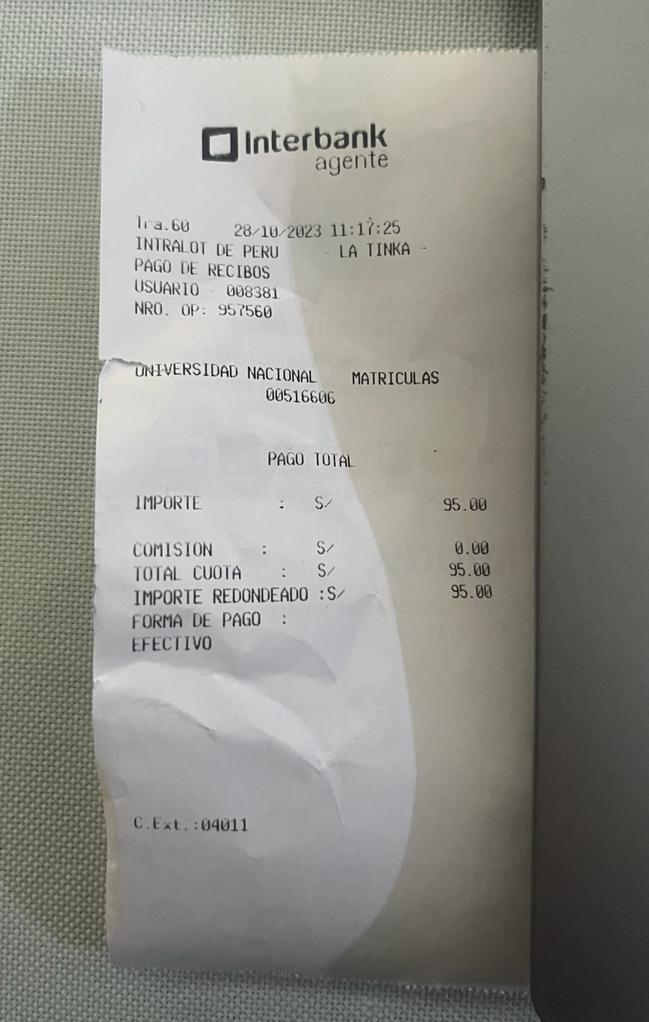 Interbank
agente
Tra.60 28/10/2023 11:17:25
INTRALOT DE PERU - LA TINKA -
PAGO DE RECIBOS
USUARIO - 008381
NRO. OP: 957560
UNIVERSIDAD NACIONAL MATRICULAS
00516606
PAGO TOTAL
IMPORTE : S/ 95.00
COMISION : S/ 0.00
TOTAL CUOTA : S/ 95.00
IMPORTE REDONDEADO :S/ 95.00
FORMA DE PAGO :
EFECTIVO
C.Ext.:04011